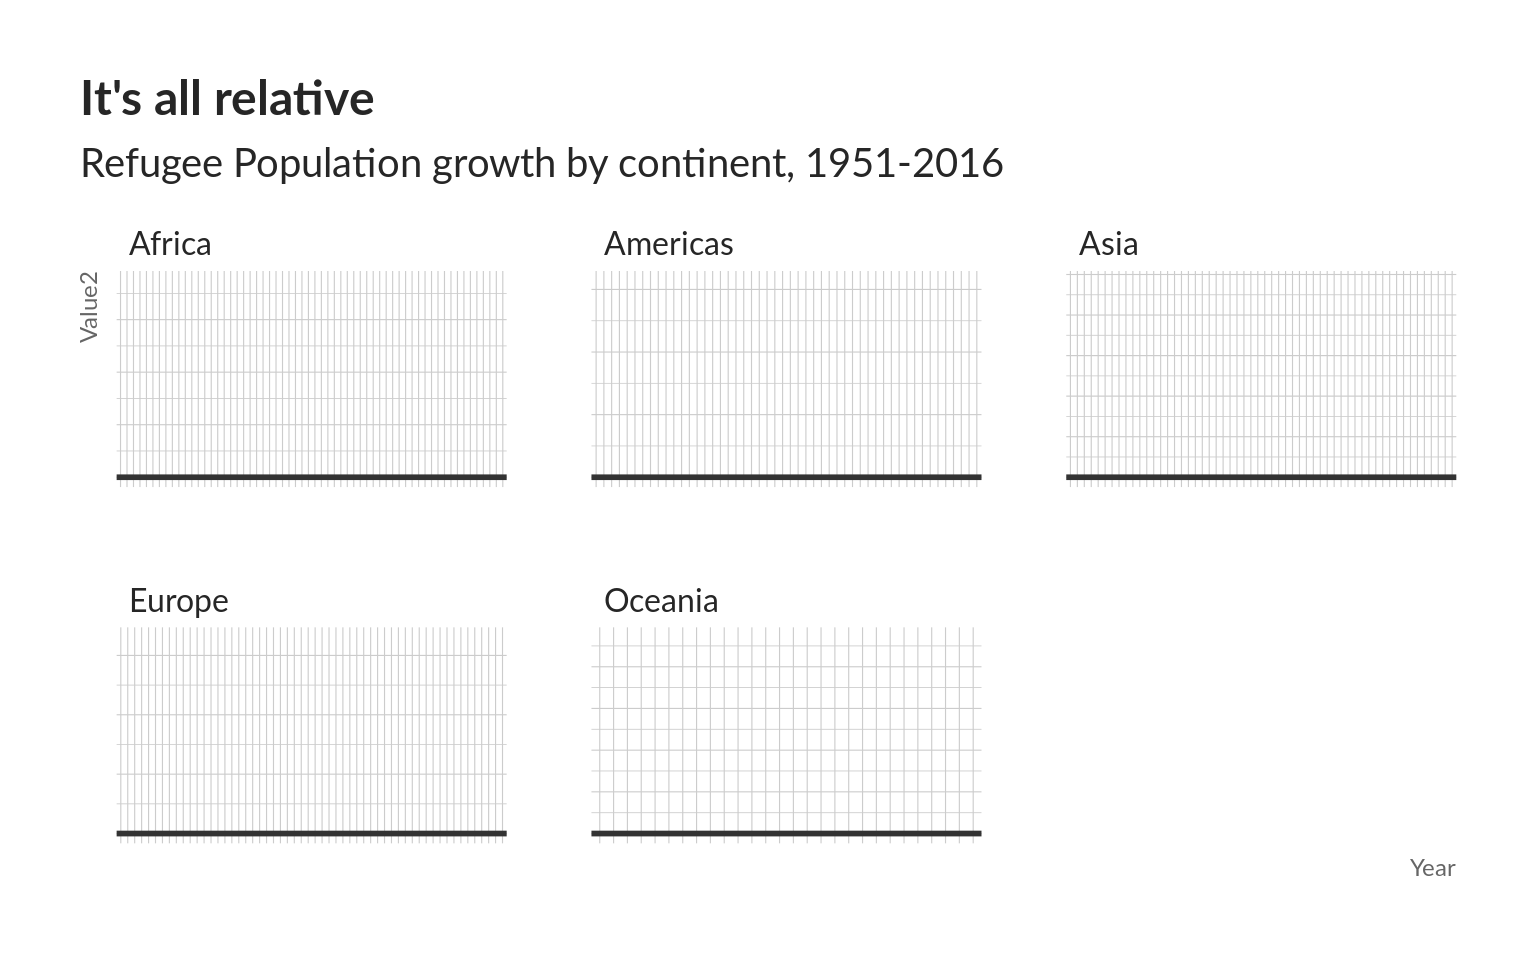 It's all relative
Refugee Population growth by continent, 1951-2016
Africa
Americas
Asia
Value2
Europe
Oceania
Year